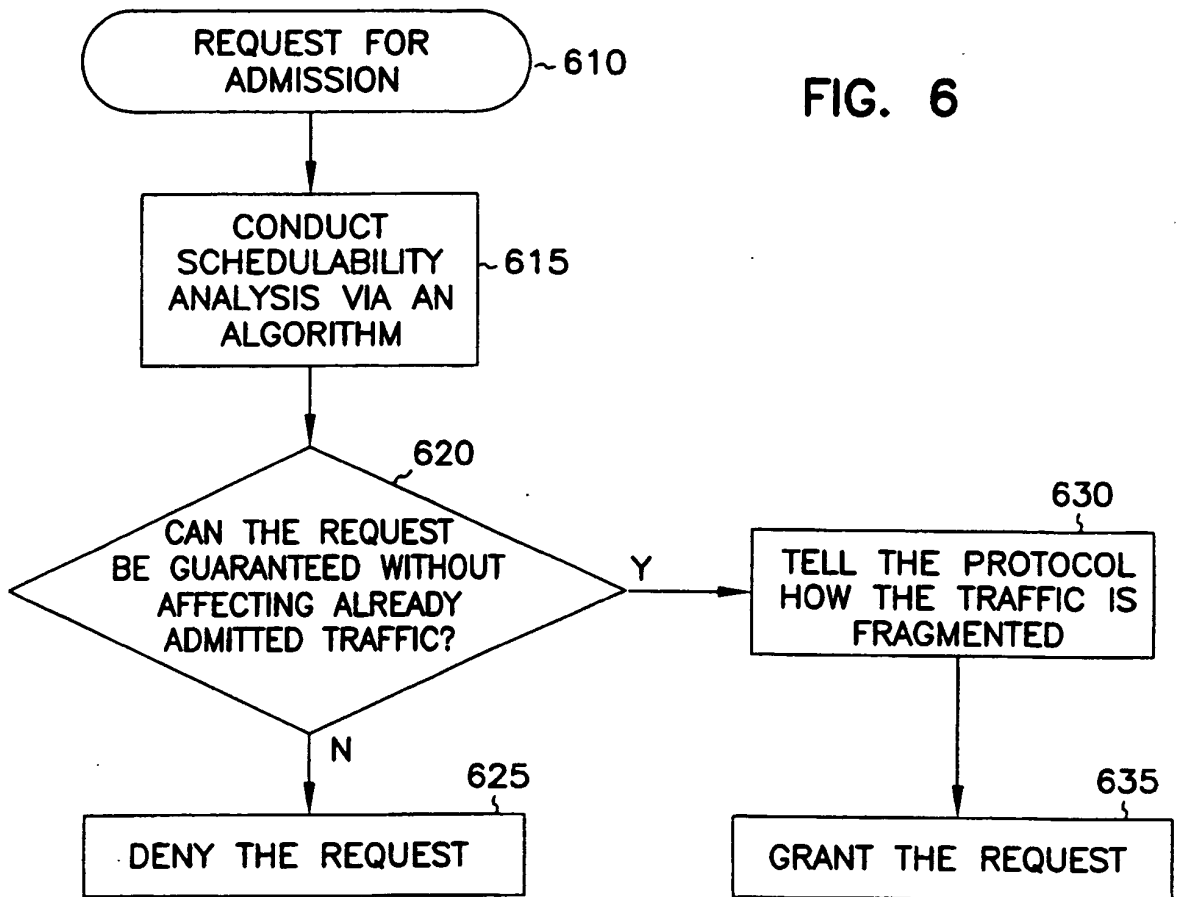 REQUEST FOR
ADMISSION
610
FIG. 6
CONDUCT
SCHEDULABILITY
ANALYSIS VIA AN
ALGORITHM
615
620
CAN THE REQUEST
BE GUARANTEED WITHOUT
AFFECTING ALREADY
ADMITTED TRAFFIC?
Y
630
TELL THE PROTOCOL
HOW THE TRAFFIC IS
FRAGMENTED
N
625
DENY THE REQUEST
635
GRANT THE REQUEST